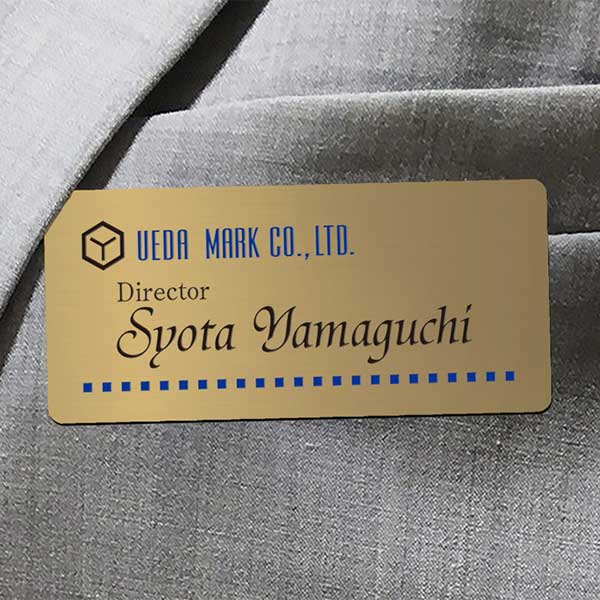 UEDA MARK CO., LTD.
Director
Syota Yamaguchi